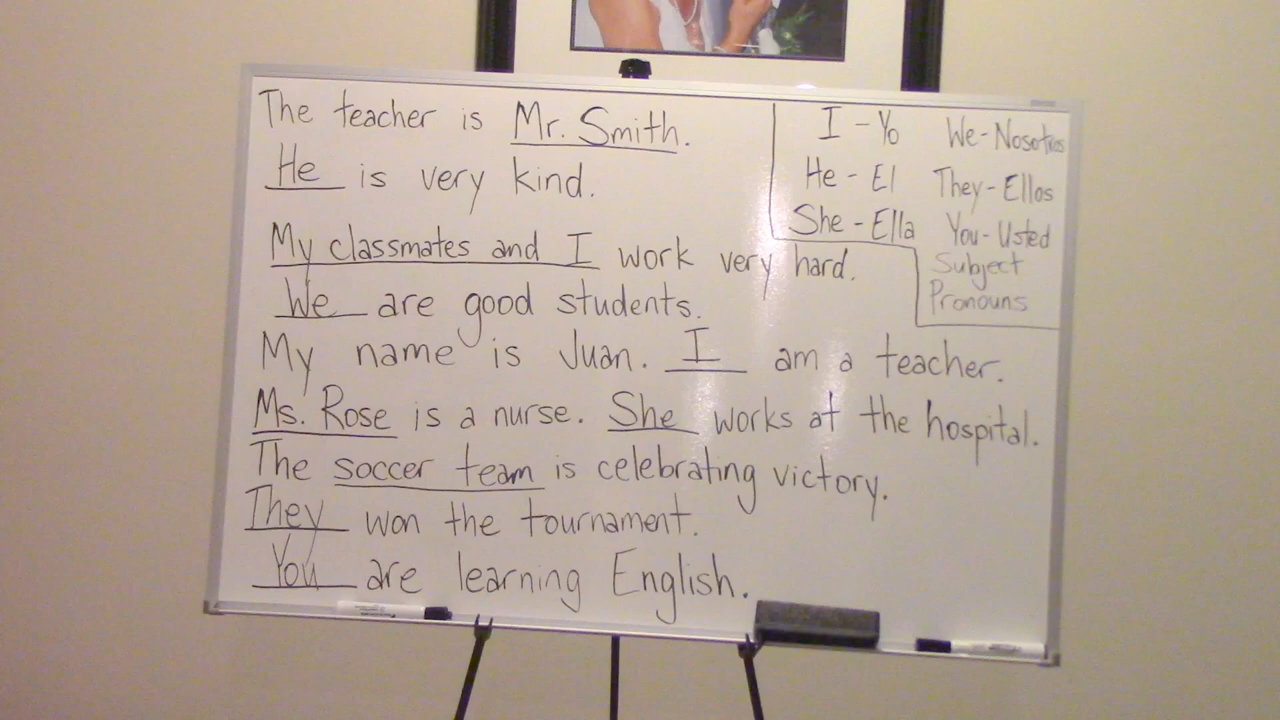 The teacher is Mr. Smith.
He is very kind.
My classmates and I work very hard.
We are good students.
My name is Juan. I am a teacher.
Ms. Rose is a nurse. She works at the hospital.
The soccer team is celebrating victory.
They won the tournament.
You are learning English.
I - Yo We - Nosotros
He - El They - Ellos
She - Ella You - Usted
Subject
Pronouns